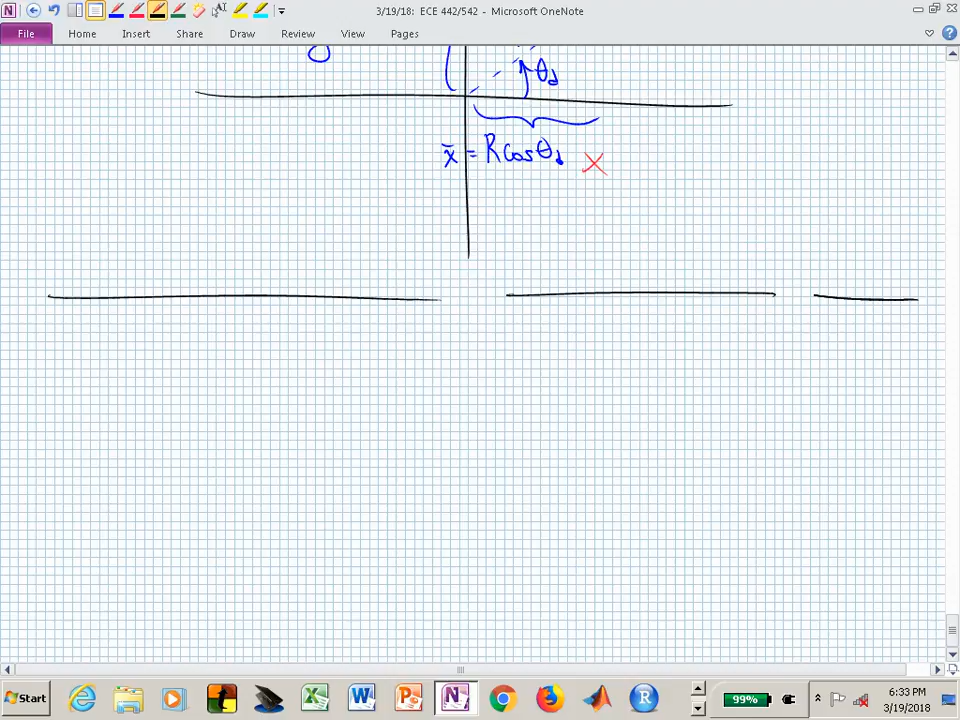 3/19/18: ECE 442/542 - Microsoft OneNote
File Home Insert Share Draw Review View Pages
θd
x̄ = R cos θd
X
Start
99%
6:33 PM
3/19/2018